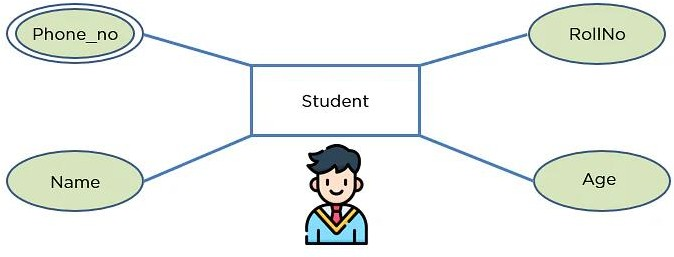 Phone_no
RollNo
Student
Name
Age